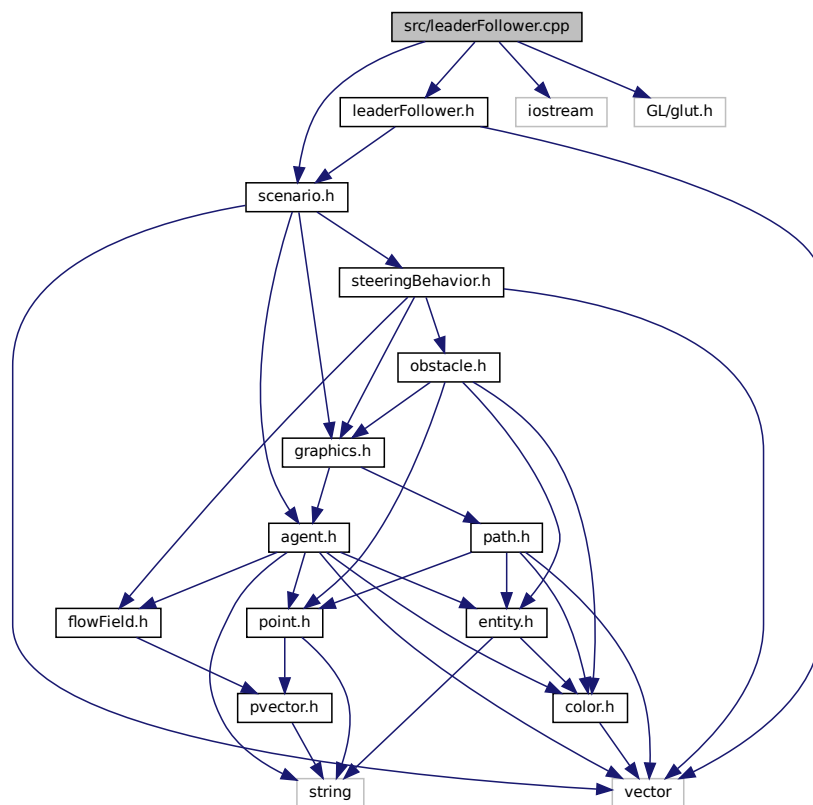 src/leaderFollower.cpp
leaderFollower.h
iostream
GL/glut.h
scenario.h
steeringBehavior.h
obstacle.h
graphics.h
agent.h
path.h
flowField.h
point.h
entity.h
pvector.h
color.h
string
vector